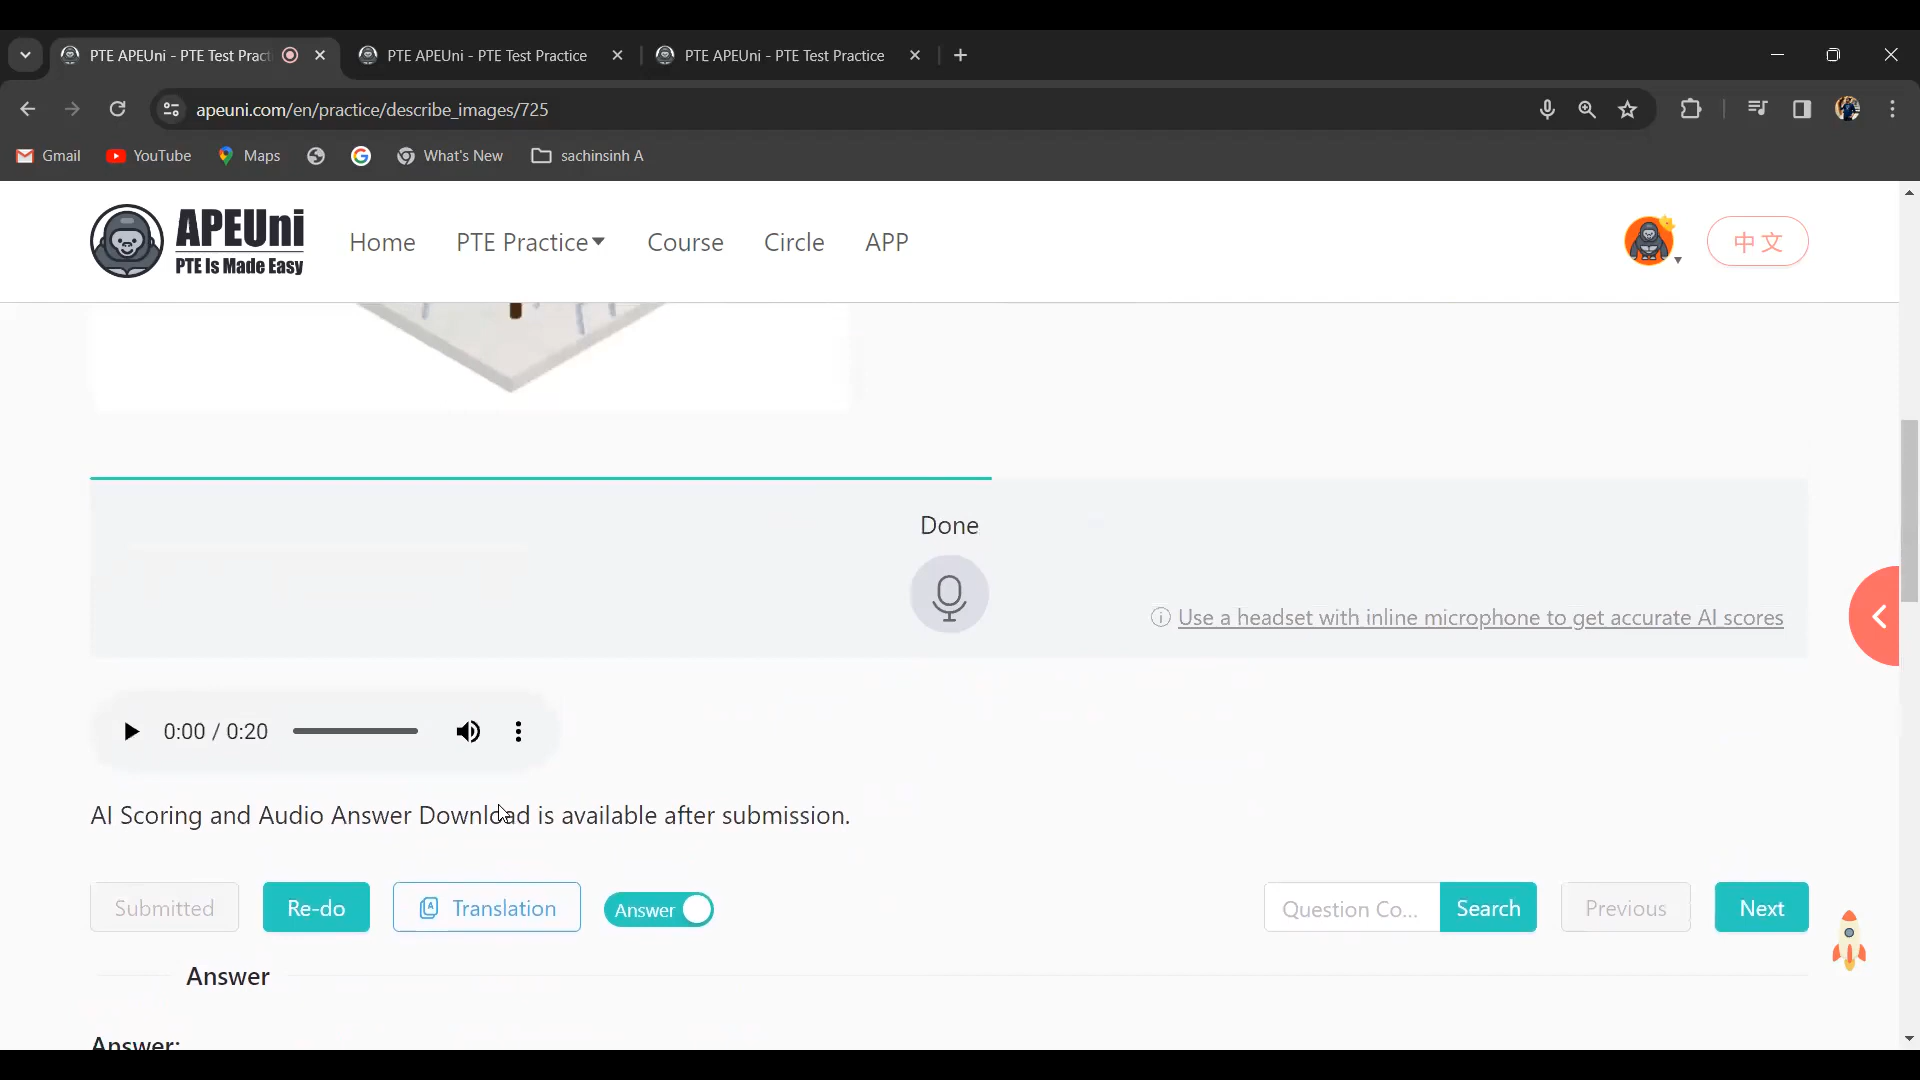 PTE APEUni - PTE Test Practi
PTE APEUni - PTE Test Practice
PTE APEUni - PTE Test Practice
apeuni.com/en/practice/describe_images/725
Gmail
YouTube
Maps
What's New
sachinsinh A
APEUni
PTE Is Made Easy
Home
PTE Practice
Course
Circle
APP
中文
Done
Use a headset with inline microphone to get accurate AI scores
0:00 / 0:20
AI Scoring and Audio Answer Download is available after submission.
Submitted
Re-do
Translation
Answer
Question Co...
Search
Previous
Next
Answer
Answer: